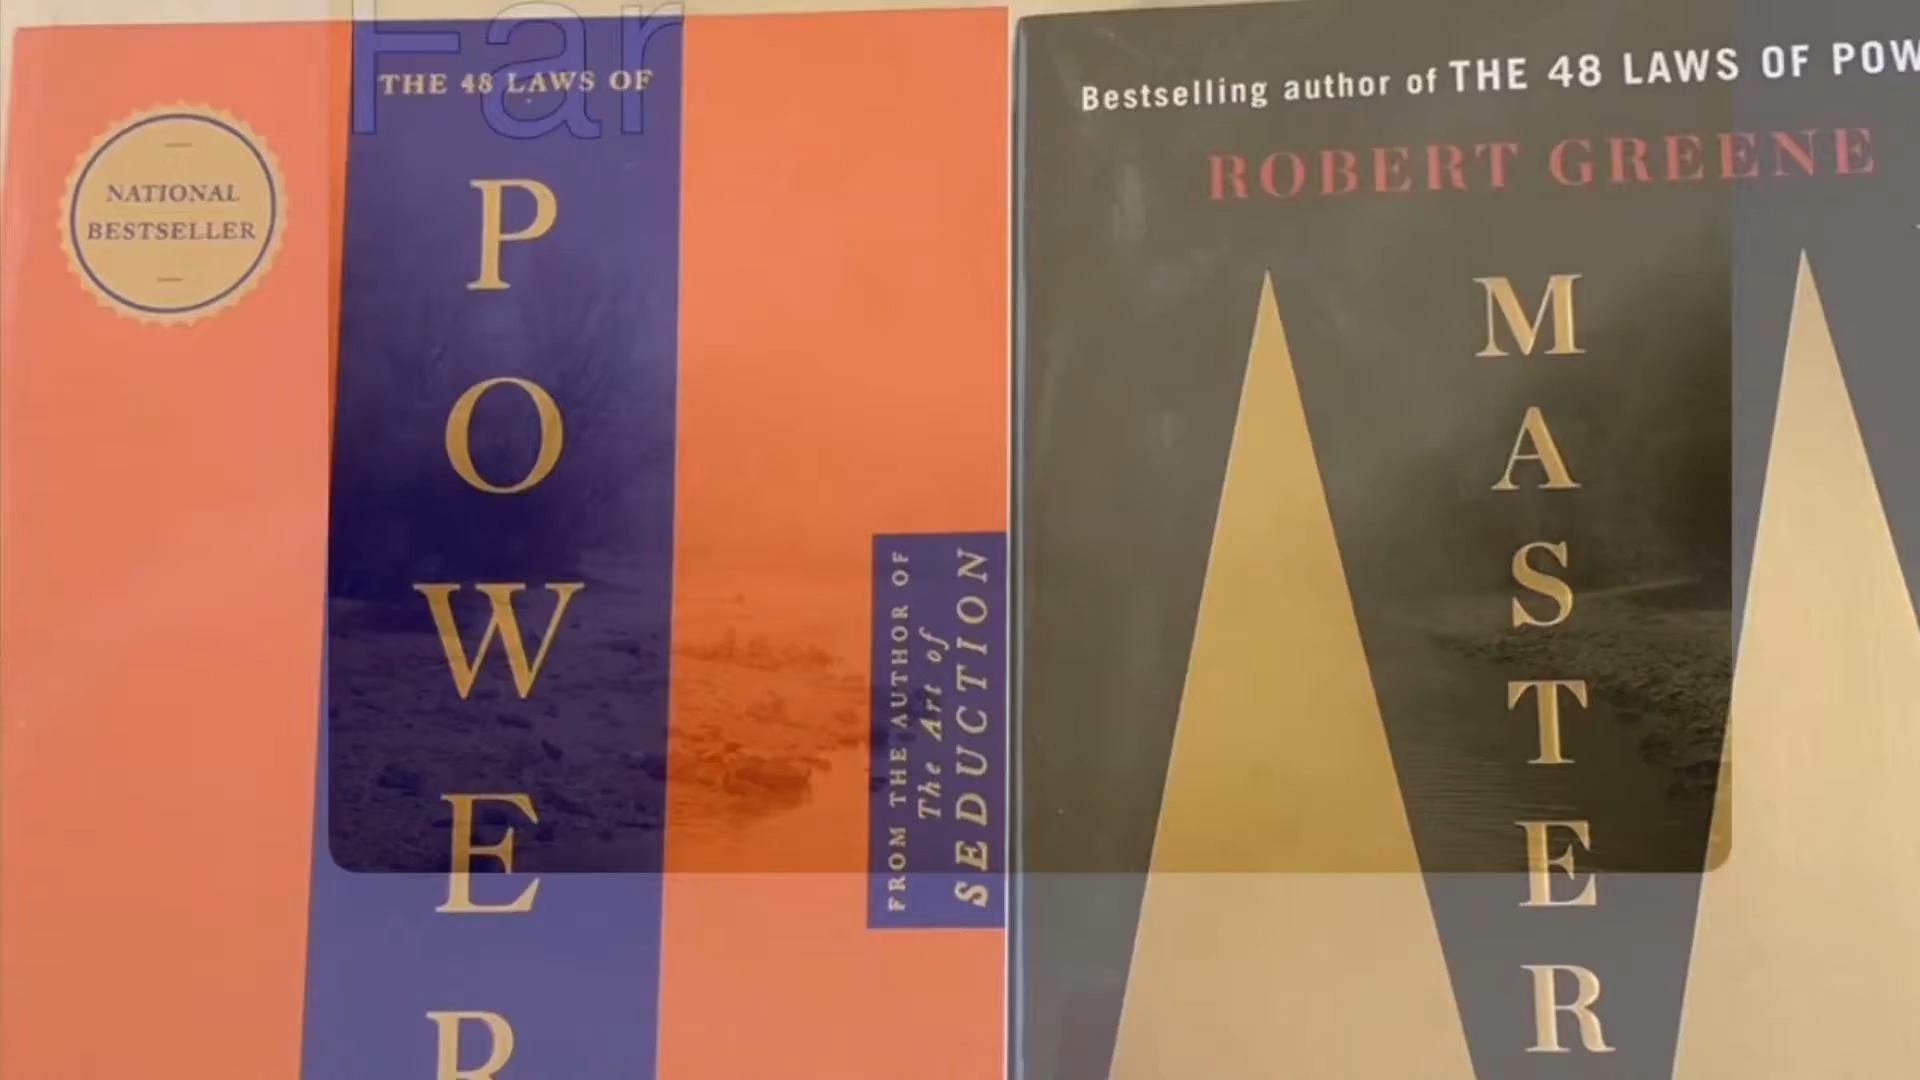 Far
THE 48 LAWS OF
P
O
W
E
R
NATIONAL
BESTSELLER
FROM THE AUTHOR OF
The Art of
SEDUCTION
Bestselling author of THE 48 LAWS OF POW
ROBERT GREENE
M
A
S
T
E
R